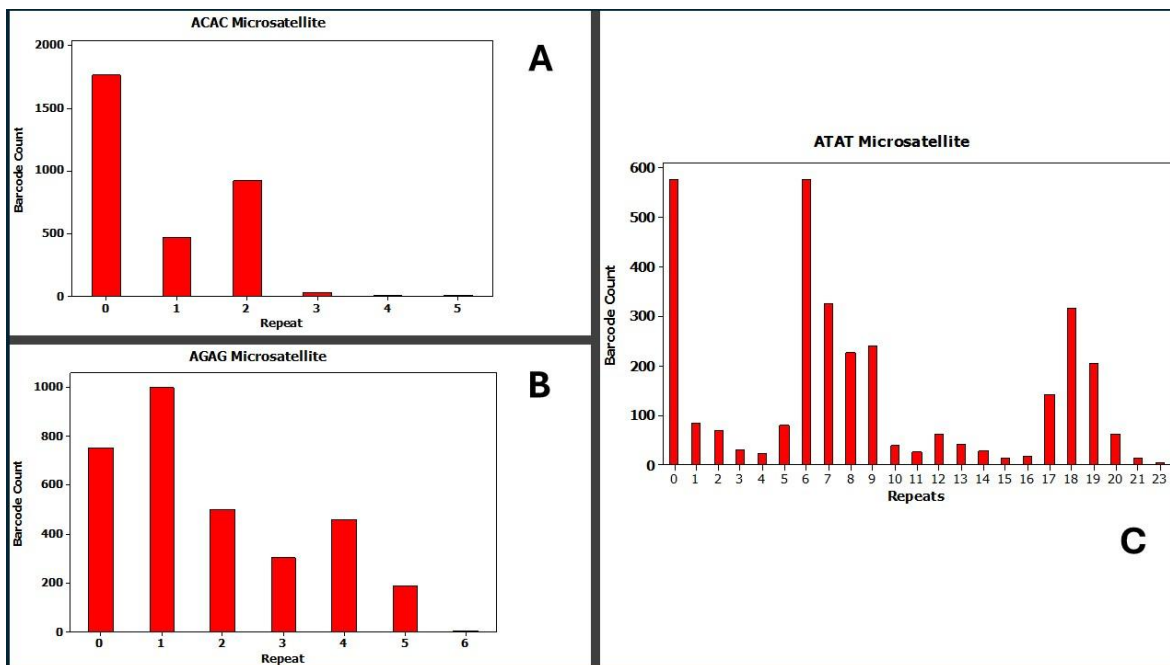 ACAC Microsatellite
A
2000
1500
1000
500
0
Barcode Count
0 1 2 3 4 5
Repeat
AGAG Microsatellite
B
1000
800
600
400
200
0
Barcode Count
0 1 2 3 4 5 6
Repeat
ATAT Microsatellite
600
500
400
300
200
100
0
Barcode Count
0 1 2 3 4 5 6 7 8 9 10 11 12 13 14 15 16 17 18 19 20 21 23
Repeats
C